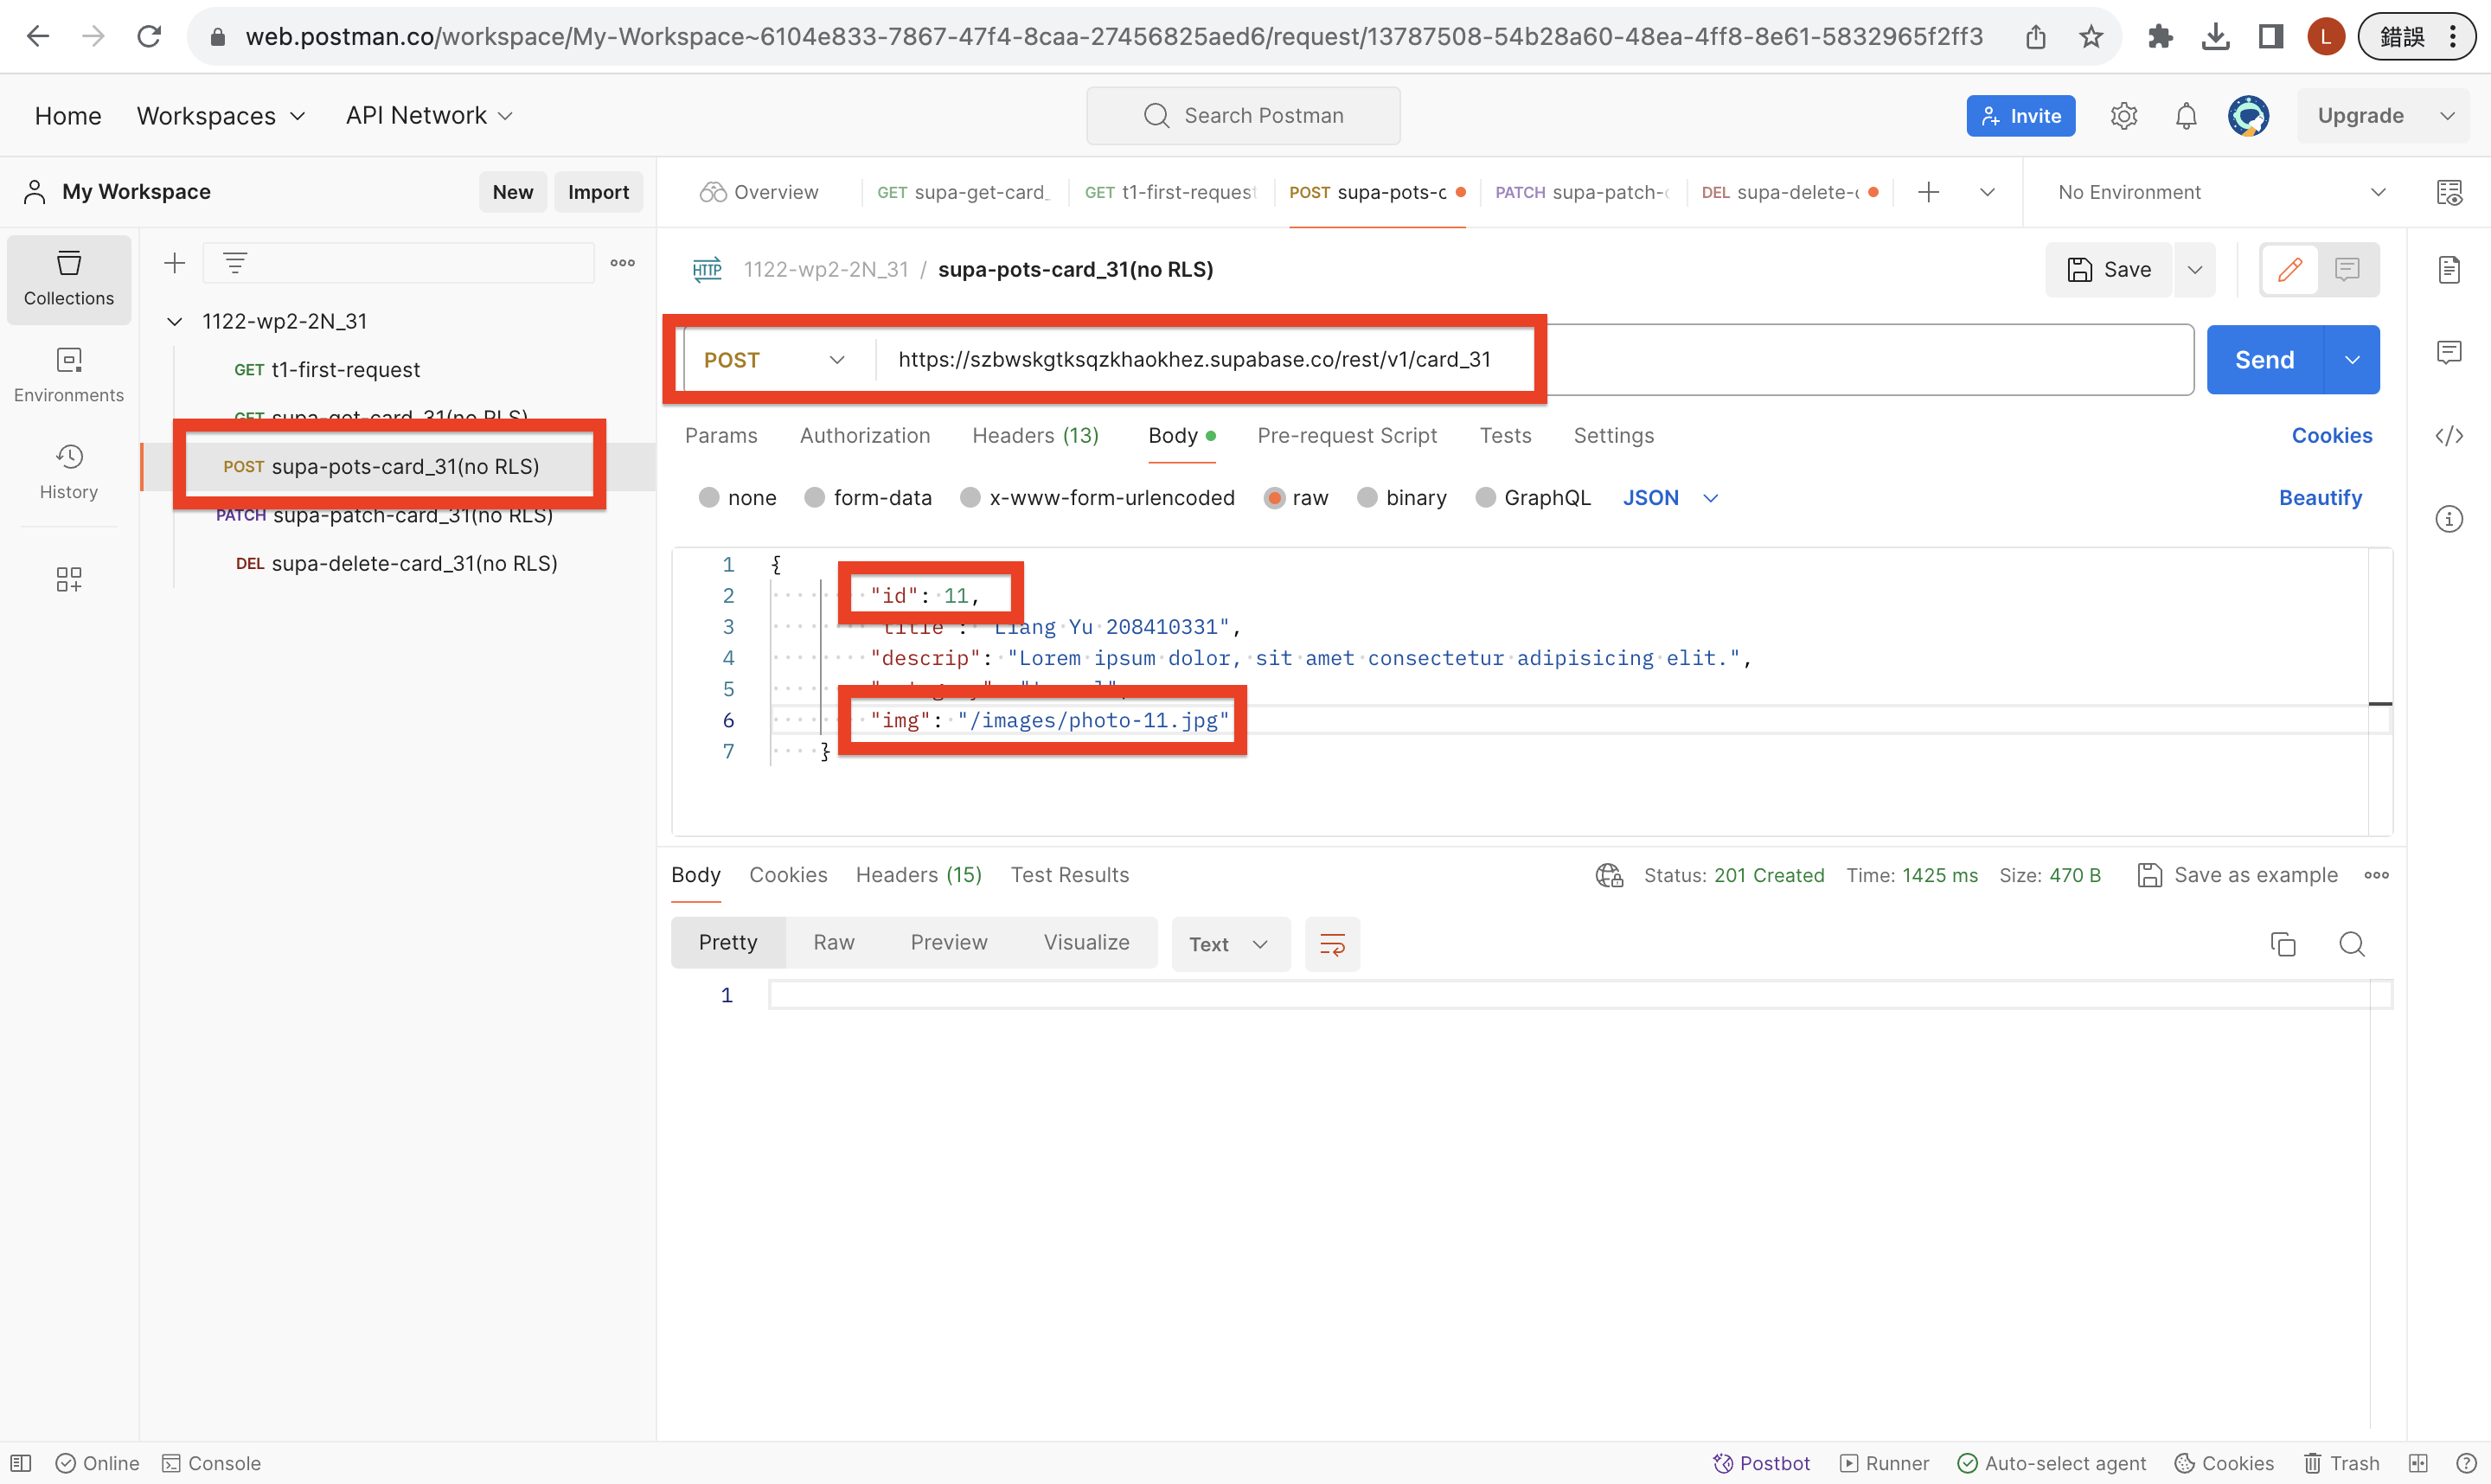 web.postman.co/workspace/My-Workspace~6104e833-7867-47f4-8caa-27456825aed6/request/13787508-54b28a60-48ea-4ff8-8e61-5832965f2ff3
L
錯誤
Home Workspaces API Network
Search Postman
Invite
Upgrade
My Workspace New Import
Overview
GET supa-get-card_
GET t1-first-request
POST supa-pots-c
PATCH supa-patch-c
DEL supa-delete-c
No Environment
Collections
Environments
History
1122-wp2-2N_31
GET t1-first-request
GET supa-get-card_31(no RLS)
POST supa-pots-card_31(no RLS)
PATCH supa-patch-card_31(no RLS)
DEL supa-delete-card_31(no RLS)
HTTP 1122-wp2-2N_31 / supa-pots-card_31(no RLS)
Save
POST https://szbwskgtksqzkhaokhez.supabase.co/rest/v1/card_31
Send
Params Authorization Headers (13) Body Pre-request Script Tests Settings
Cookies
none form-data x-www-form-urlencoded raw binary GraphQL JSON
Beautify
1 {
2 "id": 11,
3 "title": "Liang Yu 208410331",
4 "descrip": "Lorem ipsum dolor, sit amet consectetur adipisicing elit.",
5
6 "img": "/images/photo-11.jpg"
7 }
Body Cookies Headers (15) Test Results
Status: 201 Created Time: 1425 ms Size: 470 B Save as example
Pretty Raw Preview Visualize Text
1
Online Console
Postbot Runner Auto-select agent Cookies Trash